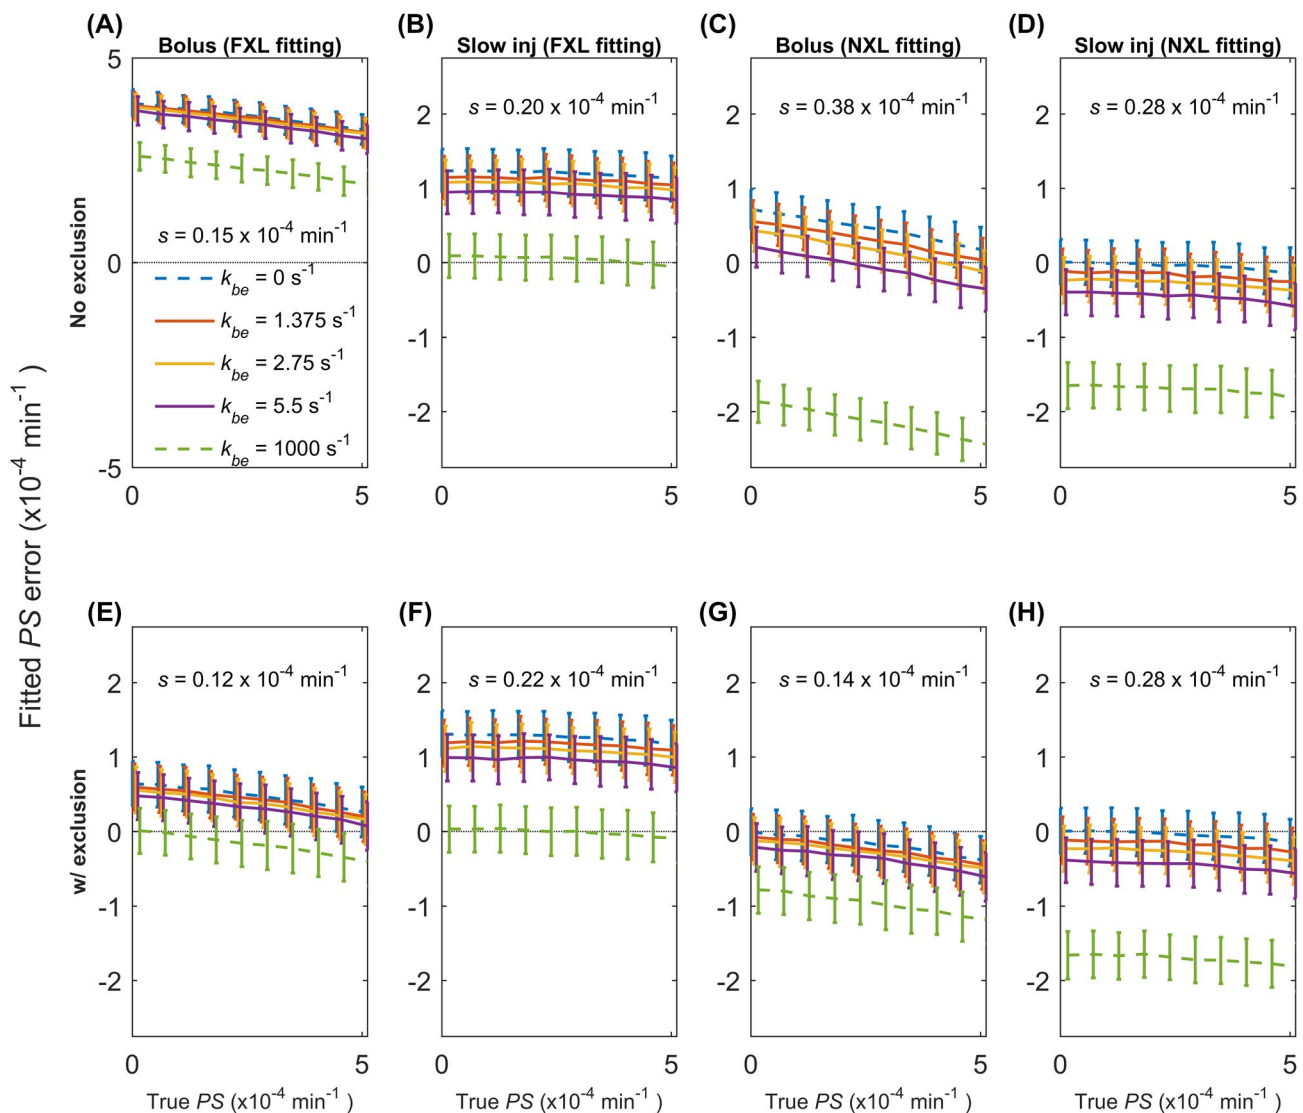 (A) (B) (C) (D)
Bolus (FXL fitting) Slow inj (FXL fitting) Bolus (NXL fitting) Slow inj (NXL fitting)
Fitted PS error (x10⁻⁴ min⁻¹ )
No exclusion
5
0
-5
s = 0.15 x 10⁻⁴ min⁻¹
k_be = 0 s⁻¹
k_be = 1.375 s⁻¹
k_be = 2.75 s⁻¹
k_be = 5.5 s⁻¹
k_be = 1000 s⁻¹
0 5
s = 0.20 x 10⁻⁴ min⁻¹
2
1
0
-1
-2
0 5
s = 0.38 x 10⁻⁴ min⁻¹
2
1
0
-1
-2
0 5
s = 0.28 x 10⁻⁴ min⁻¹
2
1
0
-1
-2
0 5
w/ exclusion
(E)
s = 0.12 x 10⁻⁴ min⁻¹
2
1
0
-1
-2
0 5
True PS (x10⁻⁴ min⁻¹ )
(F)
s = 0.22 x 10⁻⁴ min⁻¹
2
1
0
-1
-2
0 5
True PS (x10⁻⁴ min⁻¹ )
(G)
s = 0.14 x 10⁻⁴ min⁻¹
2
1
0
-1
-2
0 5
True PS (x10⁻⁴ min⁻¹ )
(H)
s = 0.28 x 10⁻⁴ min⁻¹
2
1
0
-1
-2
0 5
True PS (x10⁻⁴ min⁻¹ )